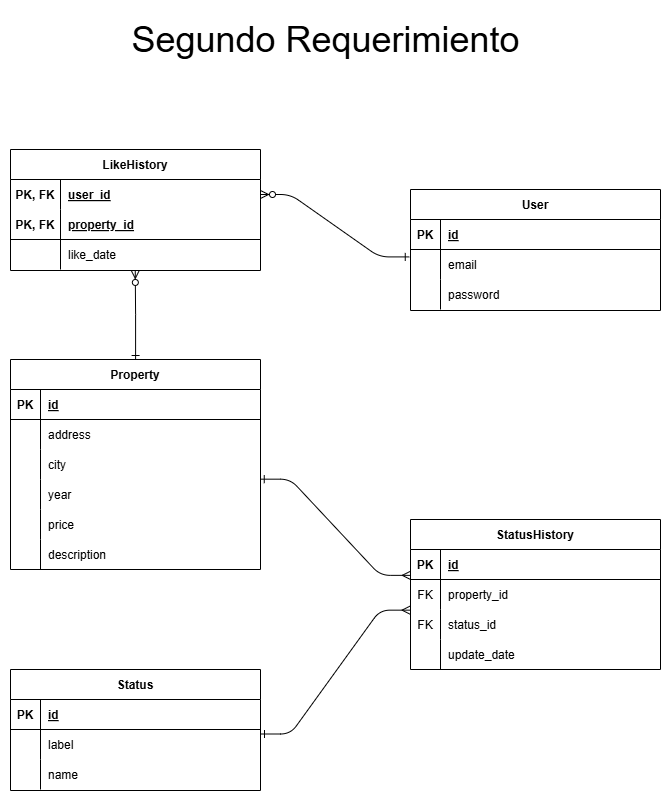 Segundo Requerimiento
LikeHistory
PK, FK user_id
PK, FK property_id
like_date
User
PK id
email
password
Property
PK id
address
city
year
price
description
StatusHistory
PK id
FK property_id
FK status_id
update_date
Status
PK id
label
name